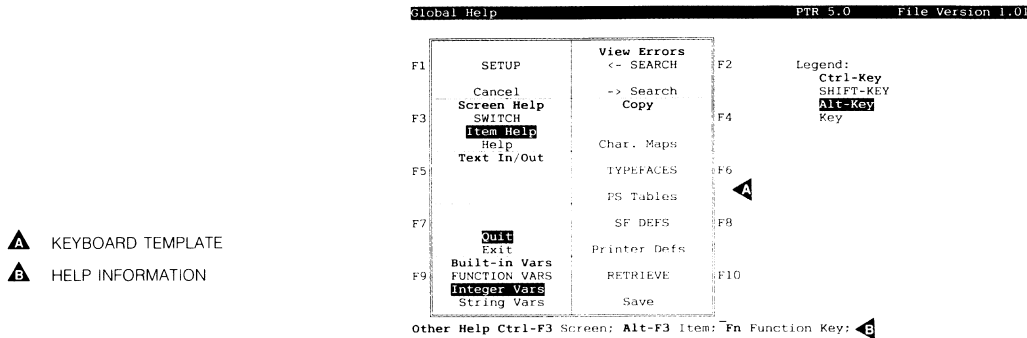 Global Help PTR 5.0 File Version 1.01
View Errors
F1 SETUP <- SEARCH F2 Legend:
Ctrl-Key
Cancel -> Search SHIFT-KEY
Screen Help Copy Alt-Key
F3 SWITCH F4 Key
Item Help
Help Char. Maps
Text In/Out
F5 TYPEFACES F6
A
PS Tables
F7 SF DEFS F8
Quit
A KEYBOARD TEMPLATE
Exit Printer Defs
Built-in Vars
B HELP INFORMATION
F9 FUNCTION VARS RETRIEVE F10
Integer Vars
String Vars Save
Other Help Ctrl-F3 Screen; Alt-F3 Item; Fn Function Key; B